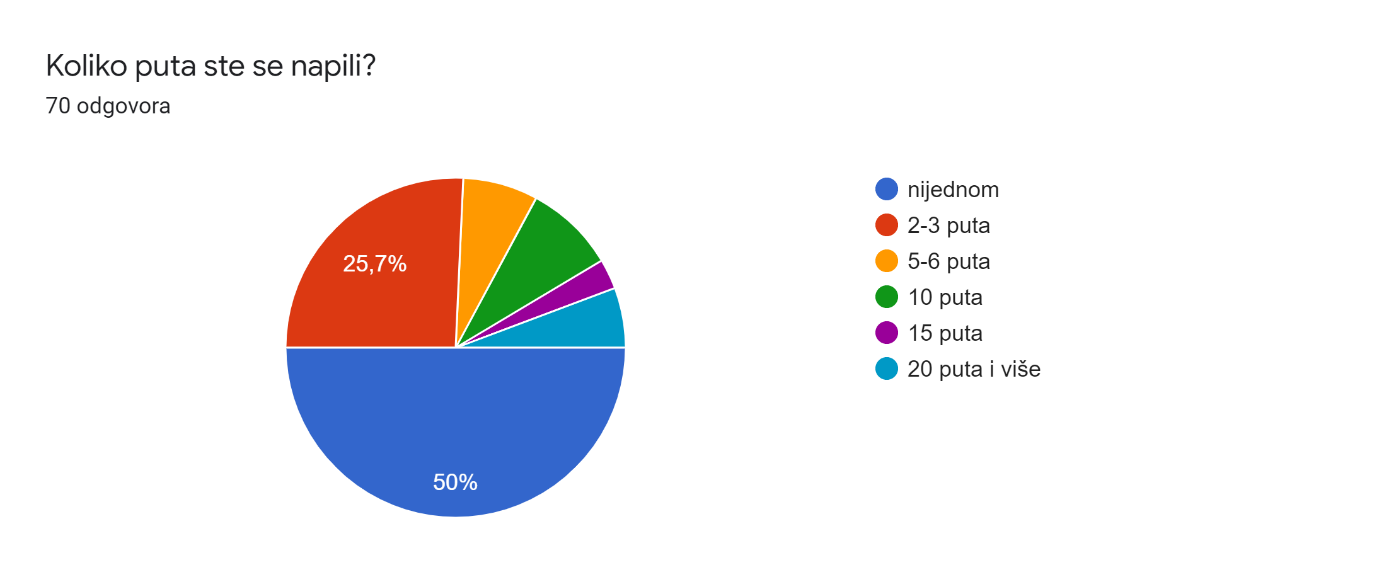 Koliko puta ste se napili?
70 odgovora
25,7%
50%
nijednom
2-3 puta
5-6 puta
10 puta
15 puta
20 puta i više